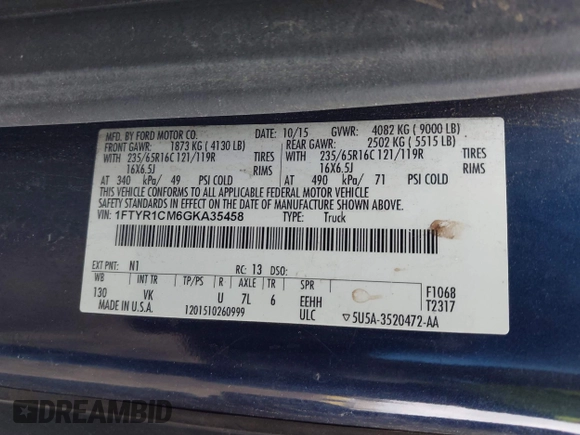 MFD. BY FORD MOTOR CO. DATE: 10/15 GVWR: 4082 KG ( 9000 LB)
FRONT GAWR: 1873 KG ( 4130 LB) REAR GAWR: 2502 KG ( 5515 LB)
WITH 235/65R16C 121/119R TIRES WITH 235/65R16C 121/119R TIRES
16X6.5J RIMS 16X6.5J RIMS
AT 340 kPa/ 49 PSI COLD AT 490 kPa/ 71 PSI COLD
THIS VEHICLE CONFORMS TO ALL APPLICABLE FEDERAL MOTOR VEHICLE
SAFETY STANDARDS IN EFFECT ON THE DATE OF MANUFACTURE SHOWN ABOVE.
VIN: 1FTYR1CM6GKA35458 TYPE: Truck
EXT PNT: N1 RC: 13 DSO:
WB INT TR TP/PS R AXLE TR SPR
130 VK U 7L 6 EEHH F1068
MADE IN U.S.A. 1201510260999 ULC T2317
▽5U5A-3520472-AA
DREAMBID